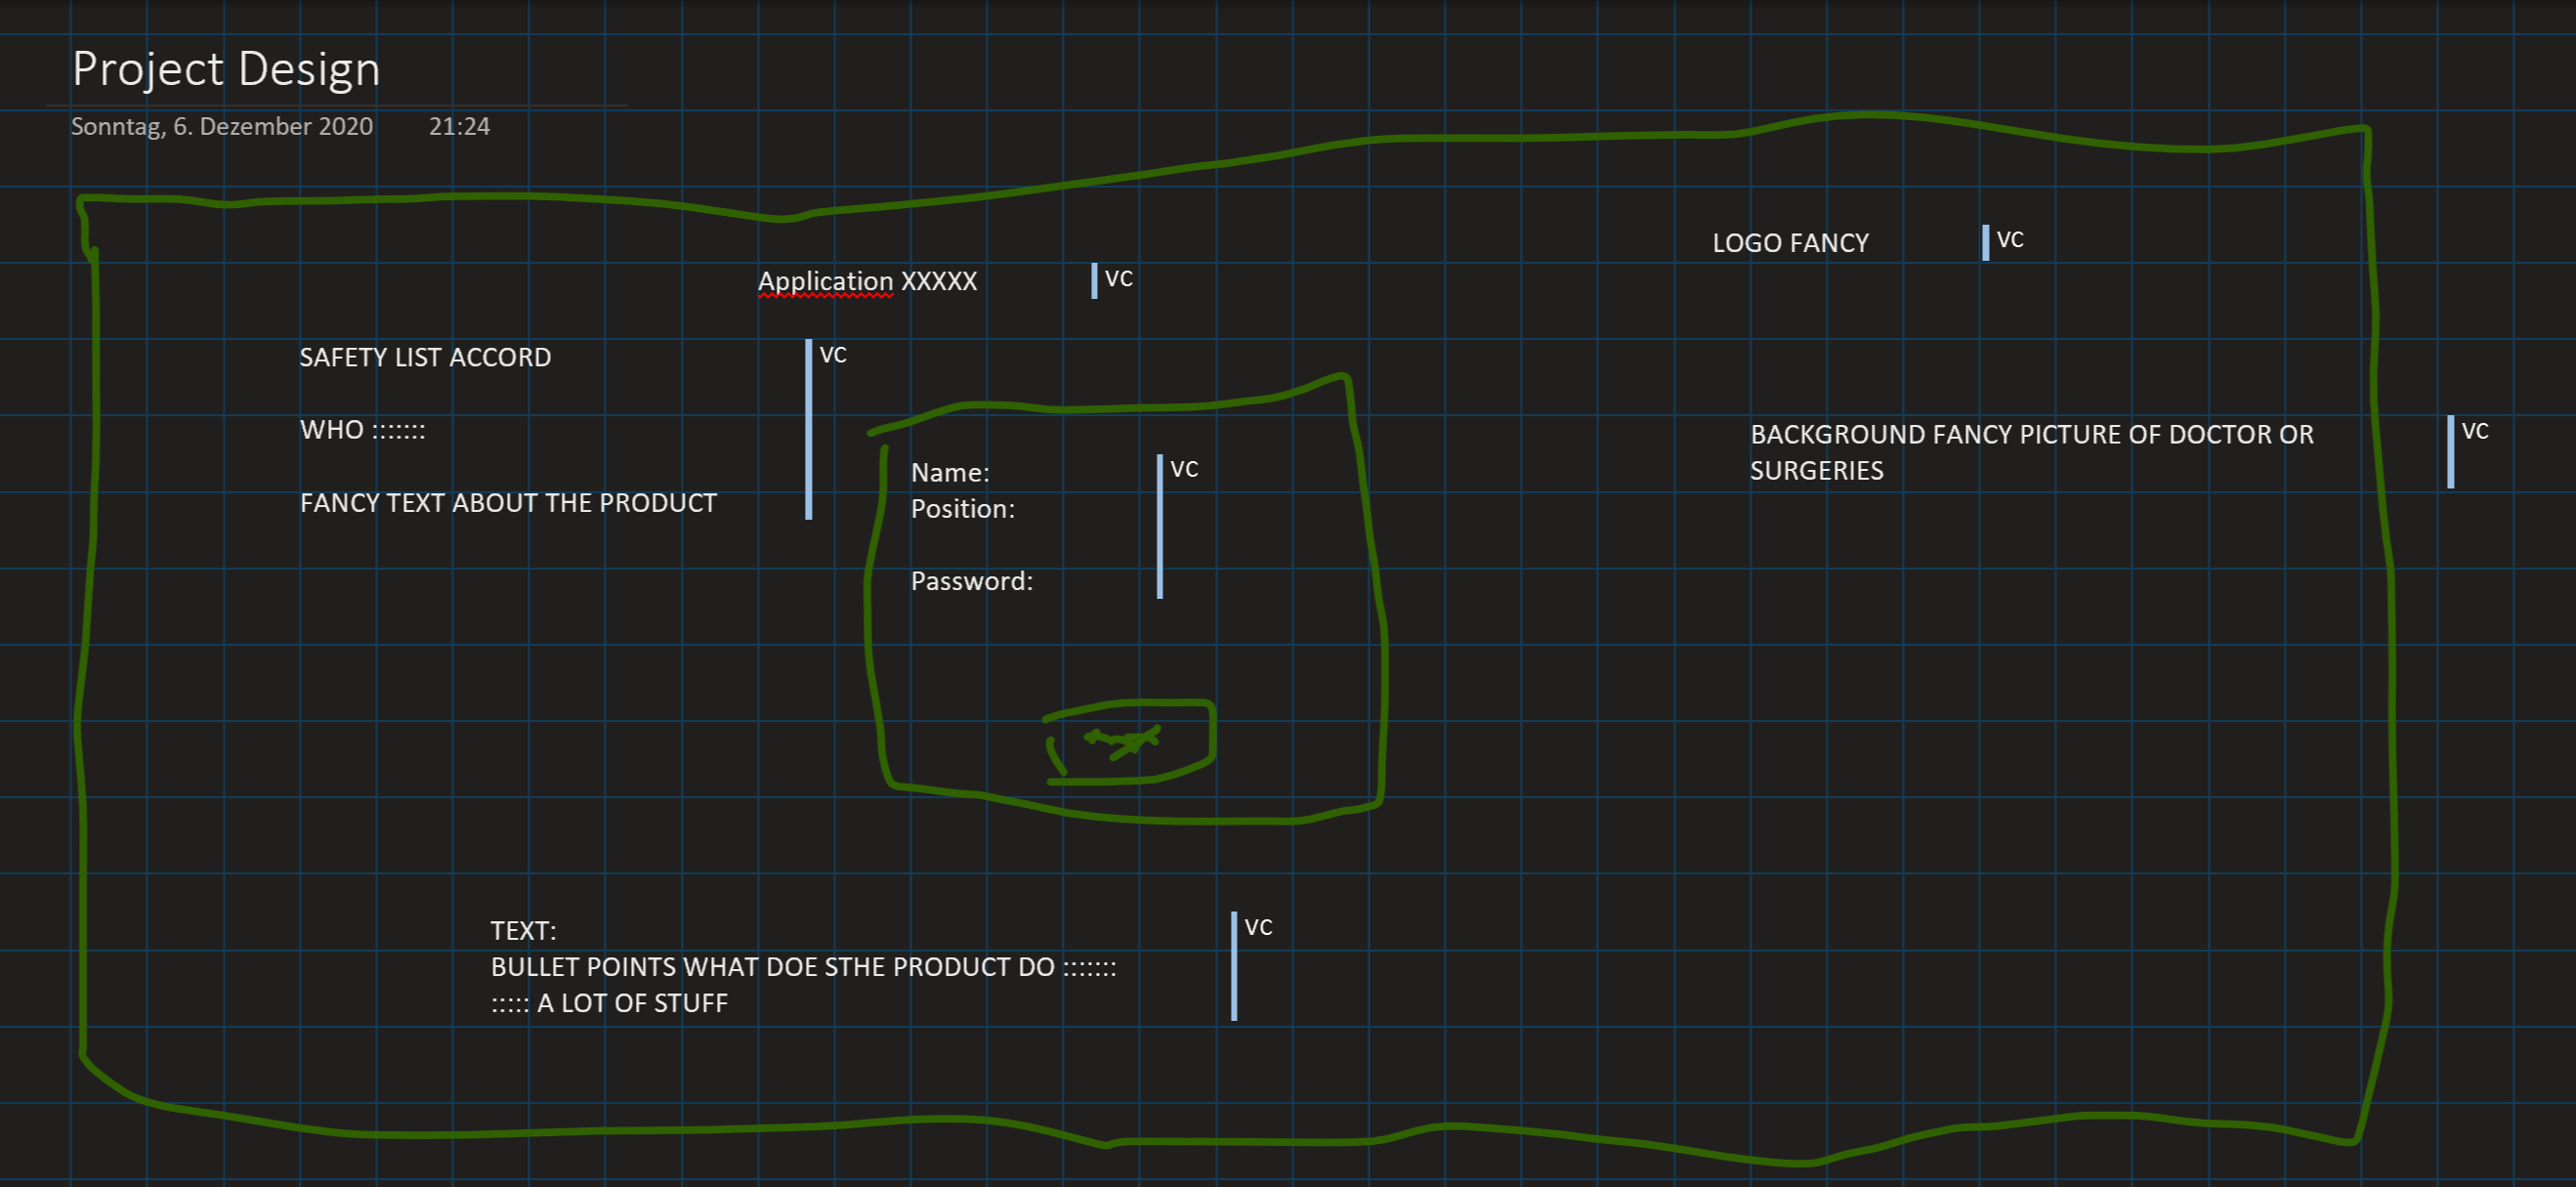 Project Design
Sonntag, 6. Dezember 2020 21:24
LOGO FANCY
VC
Application XXXXX
VC
SAFETY LIST ACCORD
VC
WHO :::::::
FANCY TEXT ABOUT THE PRODUCT
Name:
VC
Position:
Password:
BACKGROUND FANCY PICTURE OF DOCTOR OR
SURGERIES
VC
TEXT:
VC
BULLET POINTS WHAT DOE STHE PRODUCT DO :::::::
::::: A LOT OF STUFF